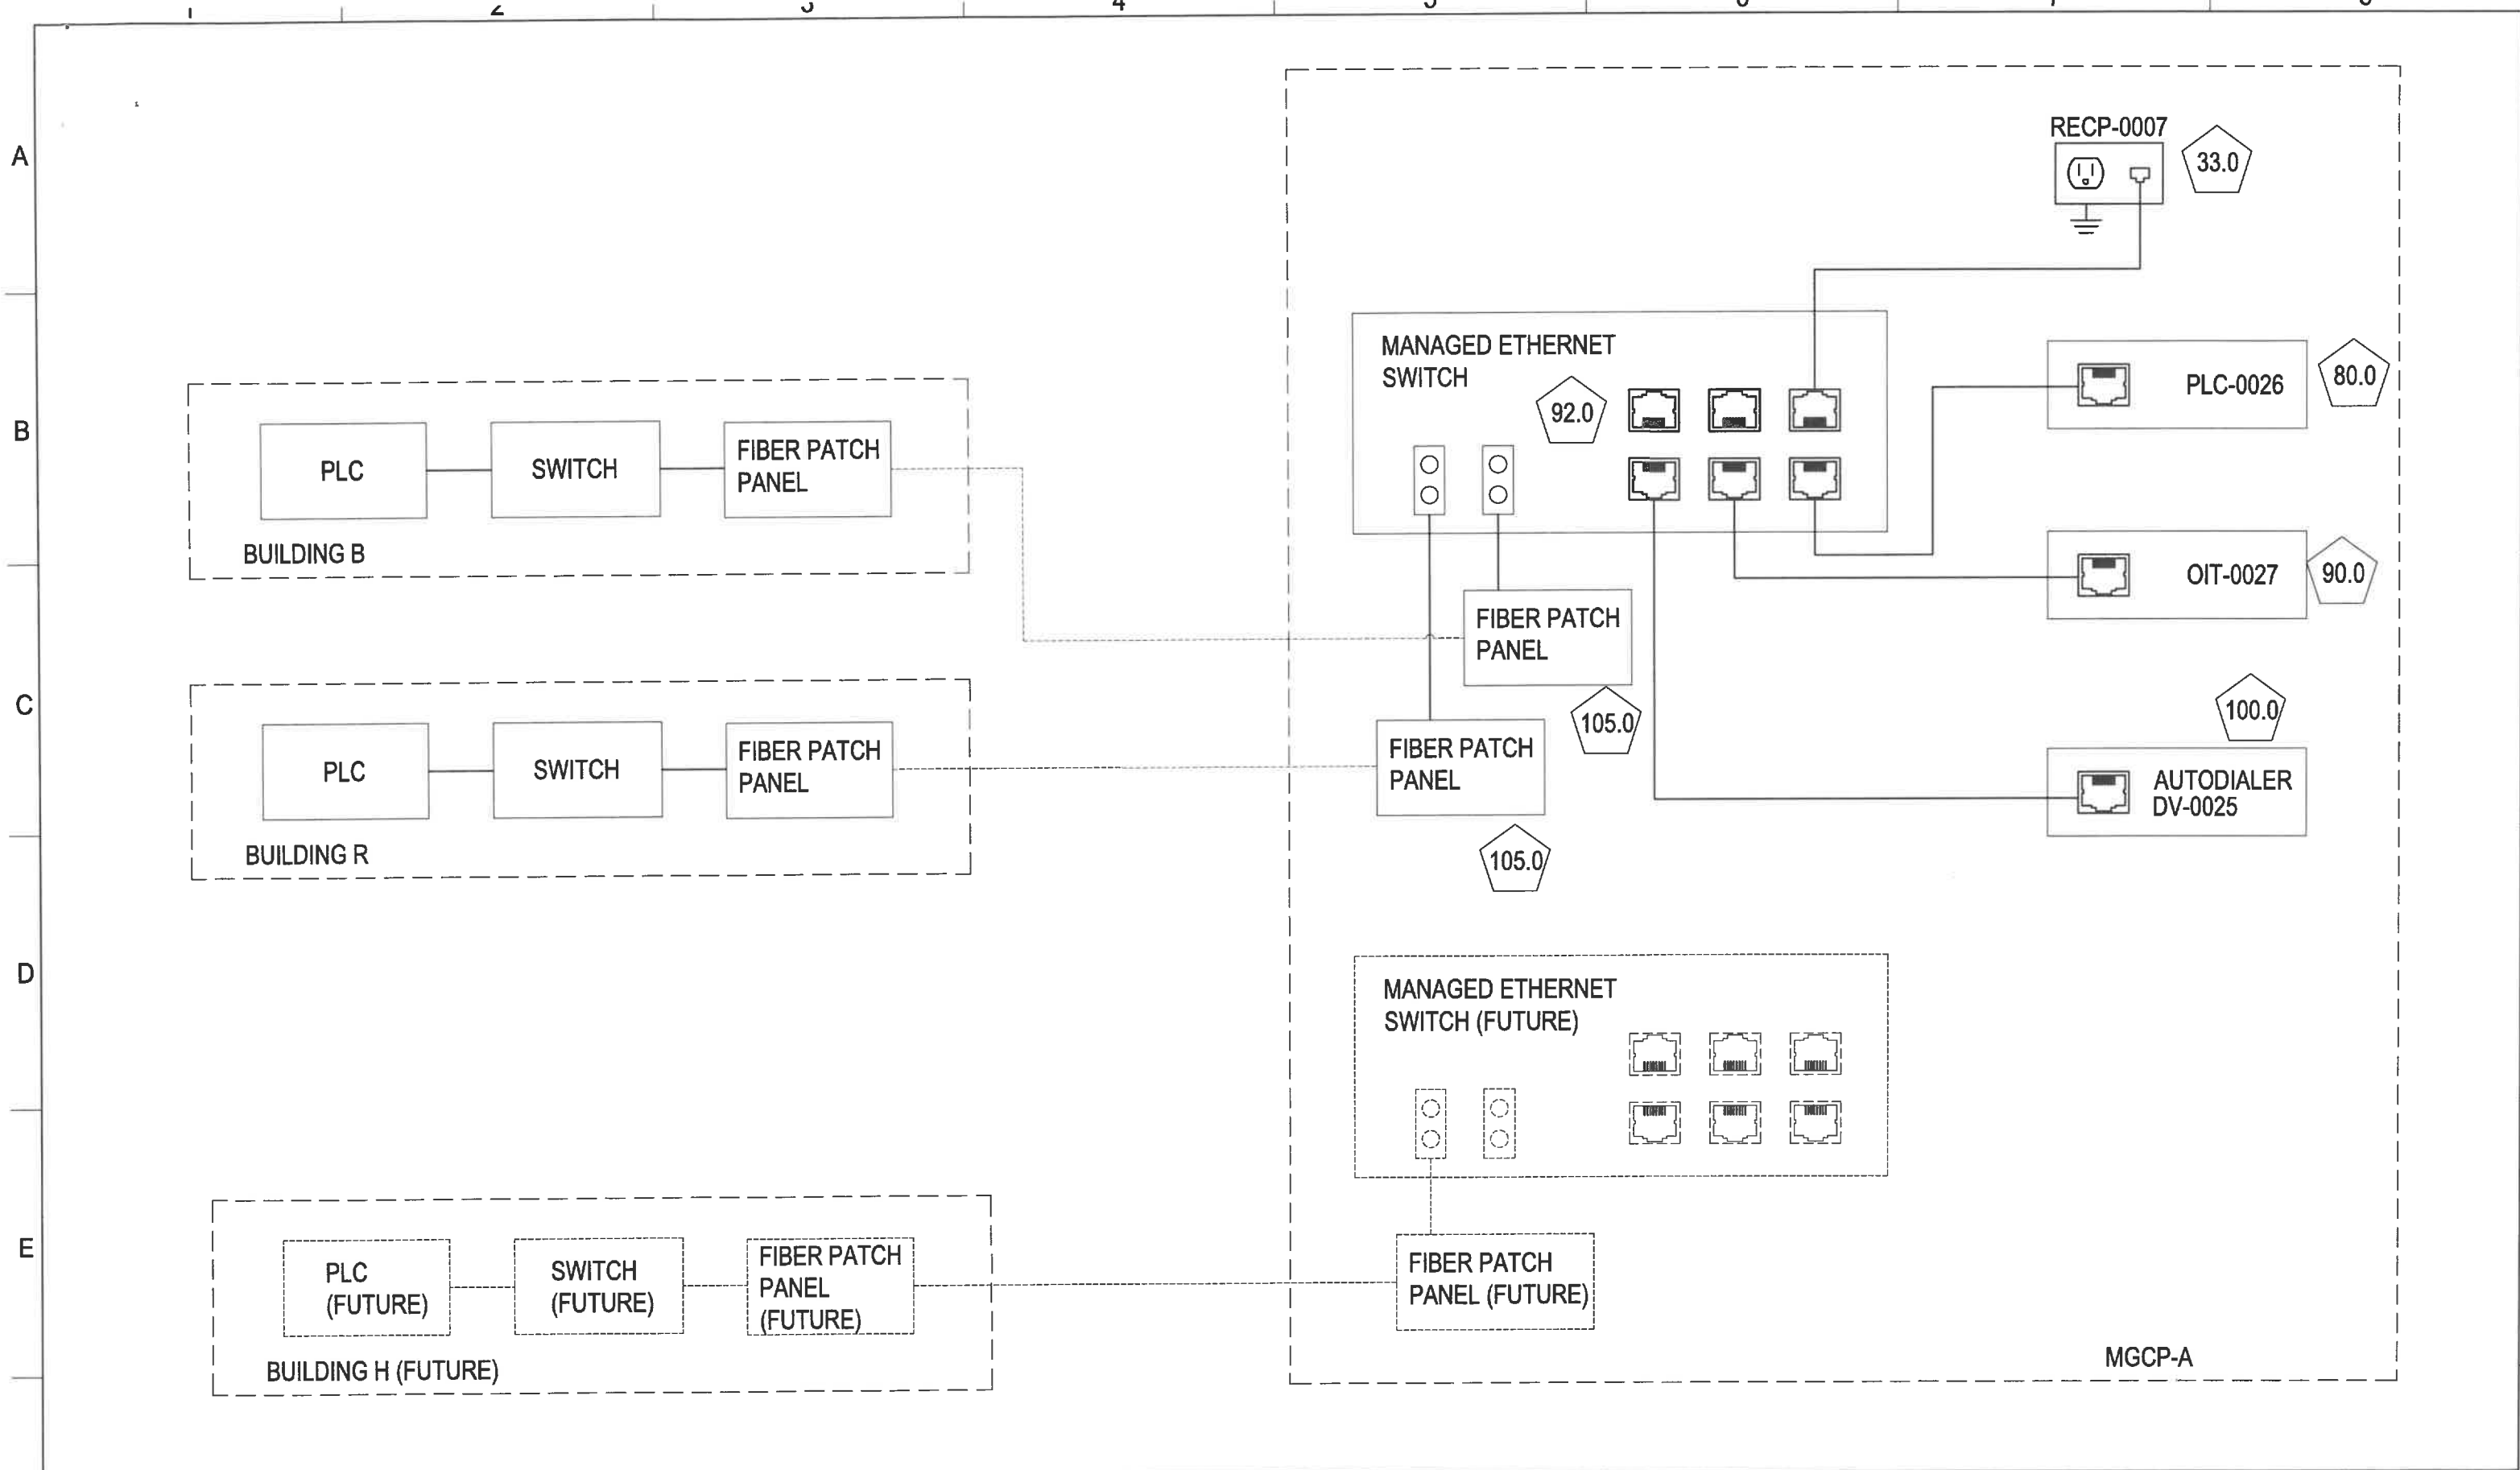 4
A
RECP-0007
33.0
MANAGED ETHERNET
SWITCH
92.0
PLC-0026
80.0
B
PLC
SWITCH
FIBER PATCH
PANEL
BUILDING B
OIT-0027
90.0
FIBER PATCH
PANEL
105.0
C
PLC
SWITCH
FIBER PATCH
PANEL
BUILDING R
FIBER PATCH
PANEL
105.0
100.0
AUTODIALER
DV-0025
D
MANAGED ETHERNET
SWITCH (FUTURE)
E
PLC
(FUTURE)
SWITCH
(FUTURE)
FIBER PATCH
PANEL
(FUTURE)
BUILDING H (FUTURE)
FIBER PATCH
PANEL (FUTURE)
MGCP-A